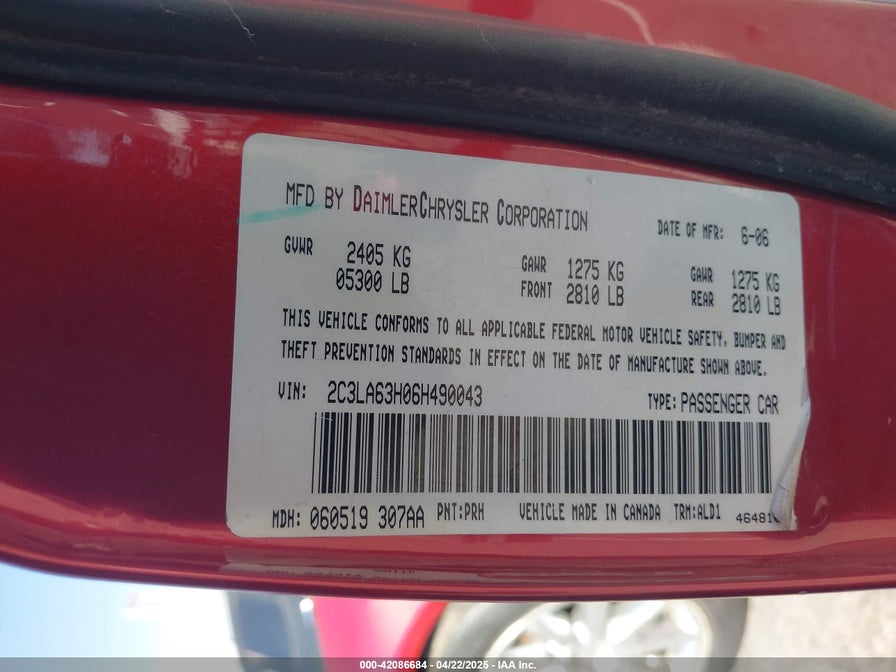 MFD BY DAIMLERCHRYSLER CORPORATION DATE OF MFR: 6-06
GVWR 2405 KG GAWR 1275 KG GAWR 1275 KG
05300 LB FRONT 2810 LB REAR 2810 LB
THIS VEHICLE CONFORMS TO ALL APPLICABLE FEDERAL MOTOR VEHICLE SAFETY, BUMPER AND
THEFT PREVENTION STANDARDS IN EFFECT ON THE DATE OF MANUFACTURE SHOWN ABOVE.
VIN: 2C3LA63H06H490043 TYPE: PASSENGER CAR
MDH: 060519 307AA PNT:PRH VEHICLE MADE IN CANADA TRM:ALD1
000-42086684 - 04/22/2025 - IAA Inc.